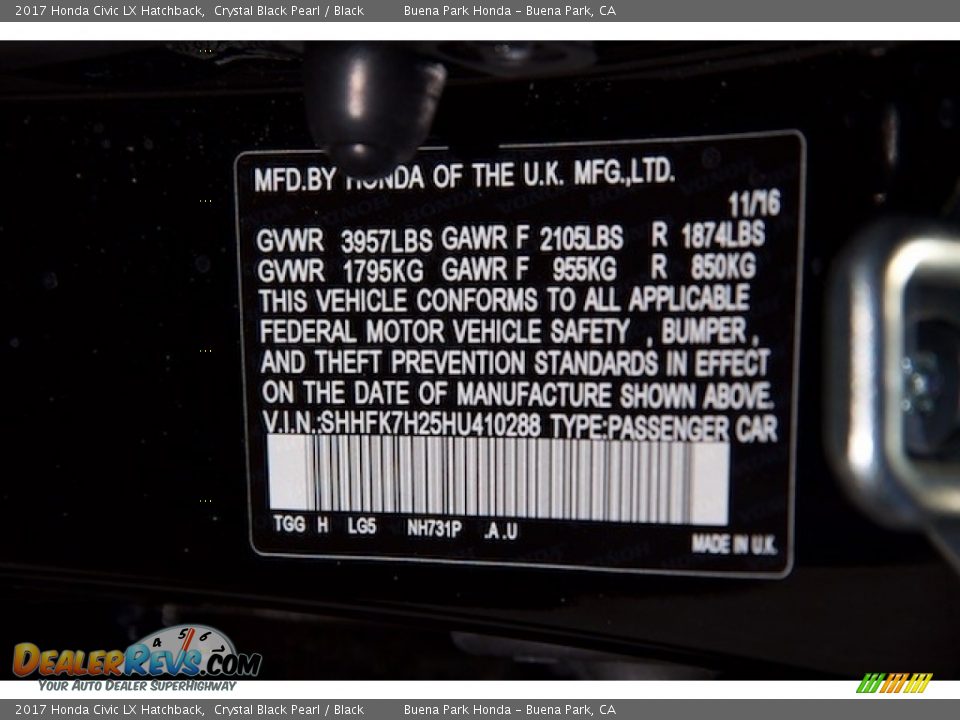 2017 Honda Civic LX Hatchback, Crystal Black Pearl / Black Buena Park Honda – Buena Park, CA
MFD.BY HONDA OF THE U.K. MFG.,LTD.
11/16
GVWR 3957LBS GAWR F 2105LBS R 1874LBS
GVWR 1795KG GAWR F 955KG R 850KG
THIS VEHICLE CONFORMS TO ALL APPLICABLE
FEDERAL MOTOR VEHICLE SAFETY , BUMPER ,
AND THEFT PREVENTION STANDARDS IN EFFECT
ON THE DATE OF MANUFACTURE SHOWN ABOVE.
V.I.N.:SHHFK7H25HU410288 TYPE:PASSENGER CAR
TGG H LG5 NH731P .A .U
MADE IN U.K.
4 5 6
DEALERREVS.COM
YOUR AUTO DEALER SUPERHIGHWAY
2017 Honda Civic LX Hatchback, Crystal Black Pearl / Black Buena Park Honda – Buena Park, CA